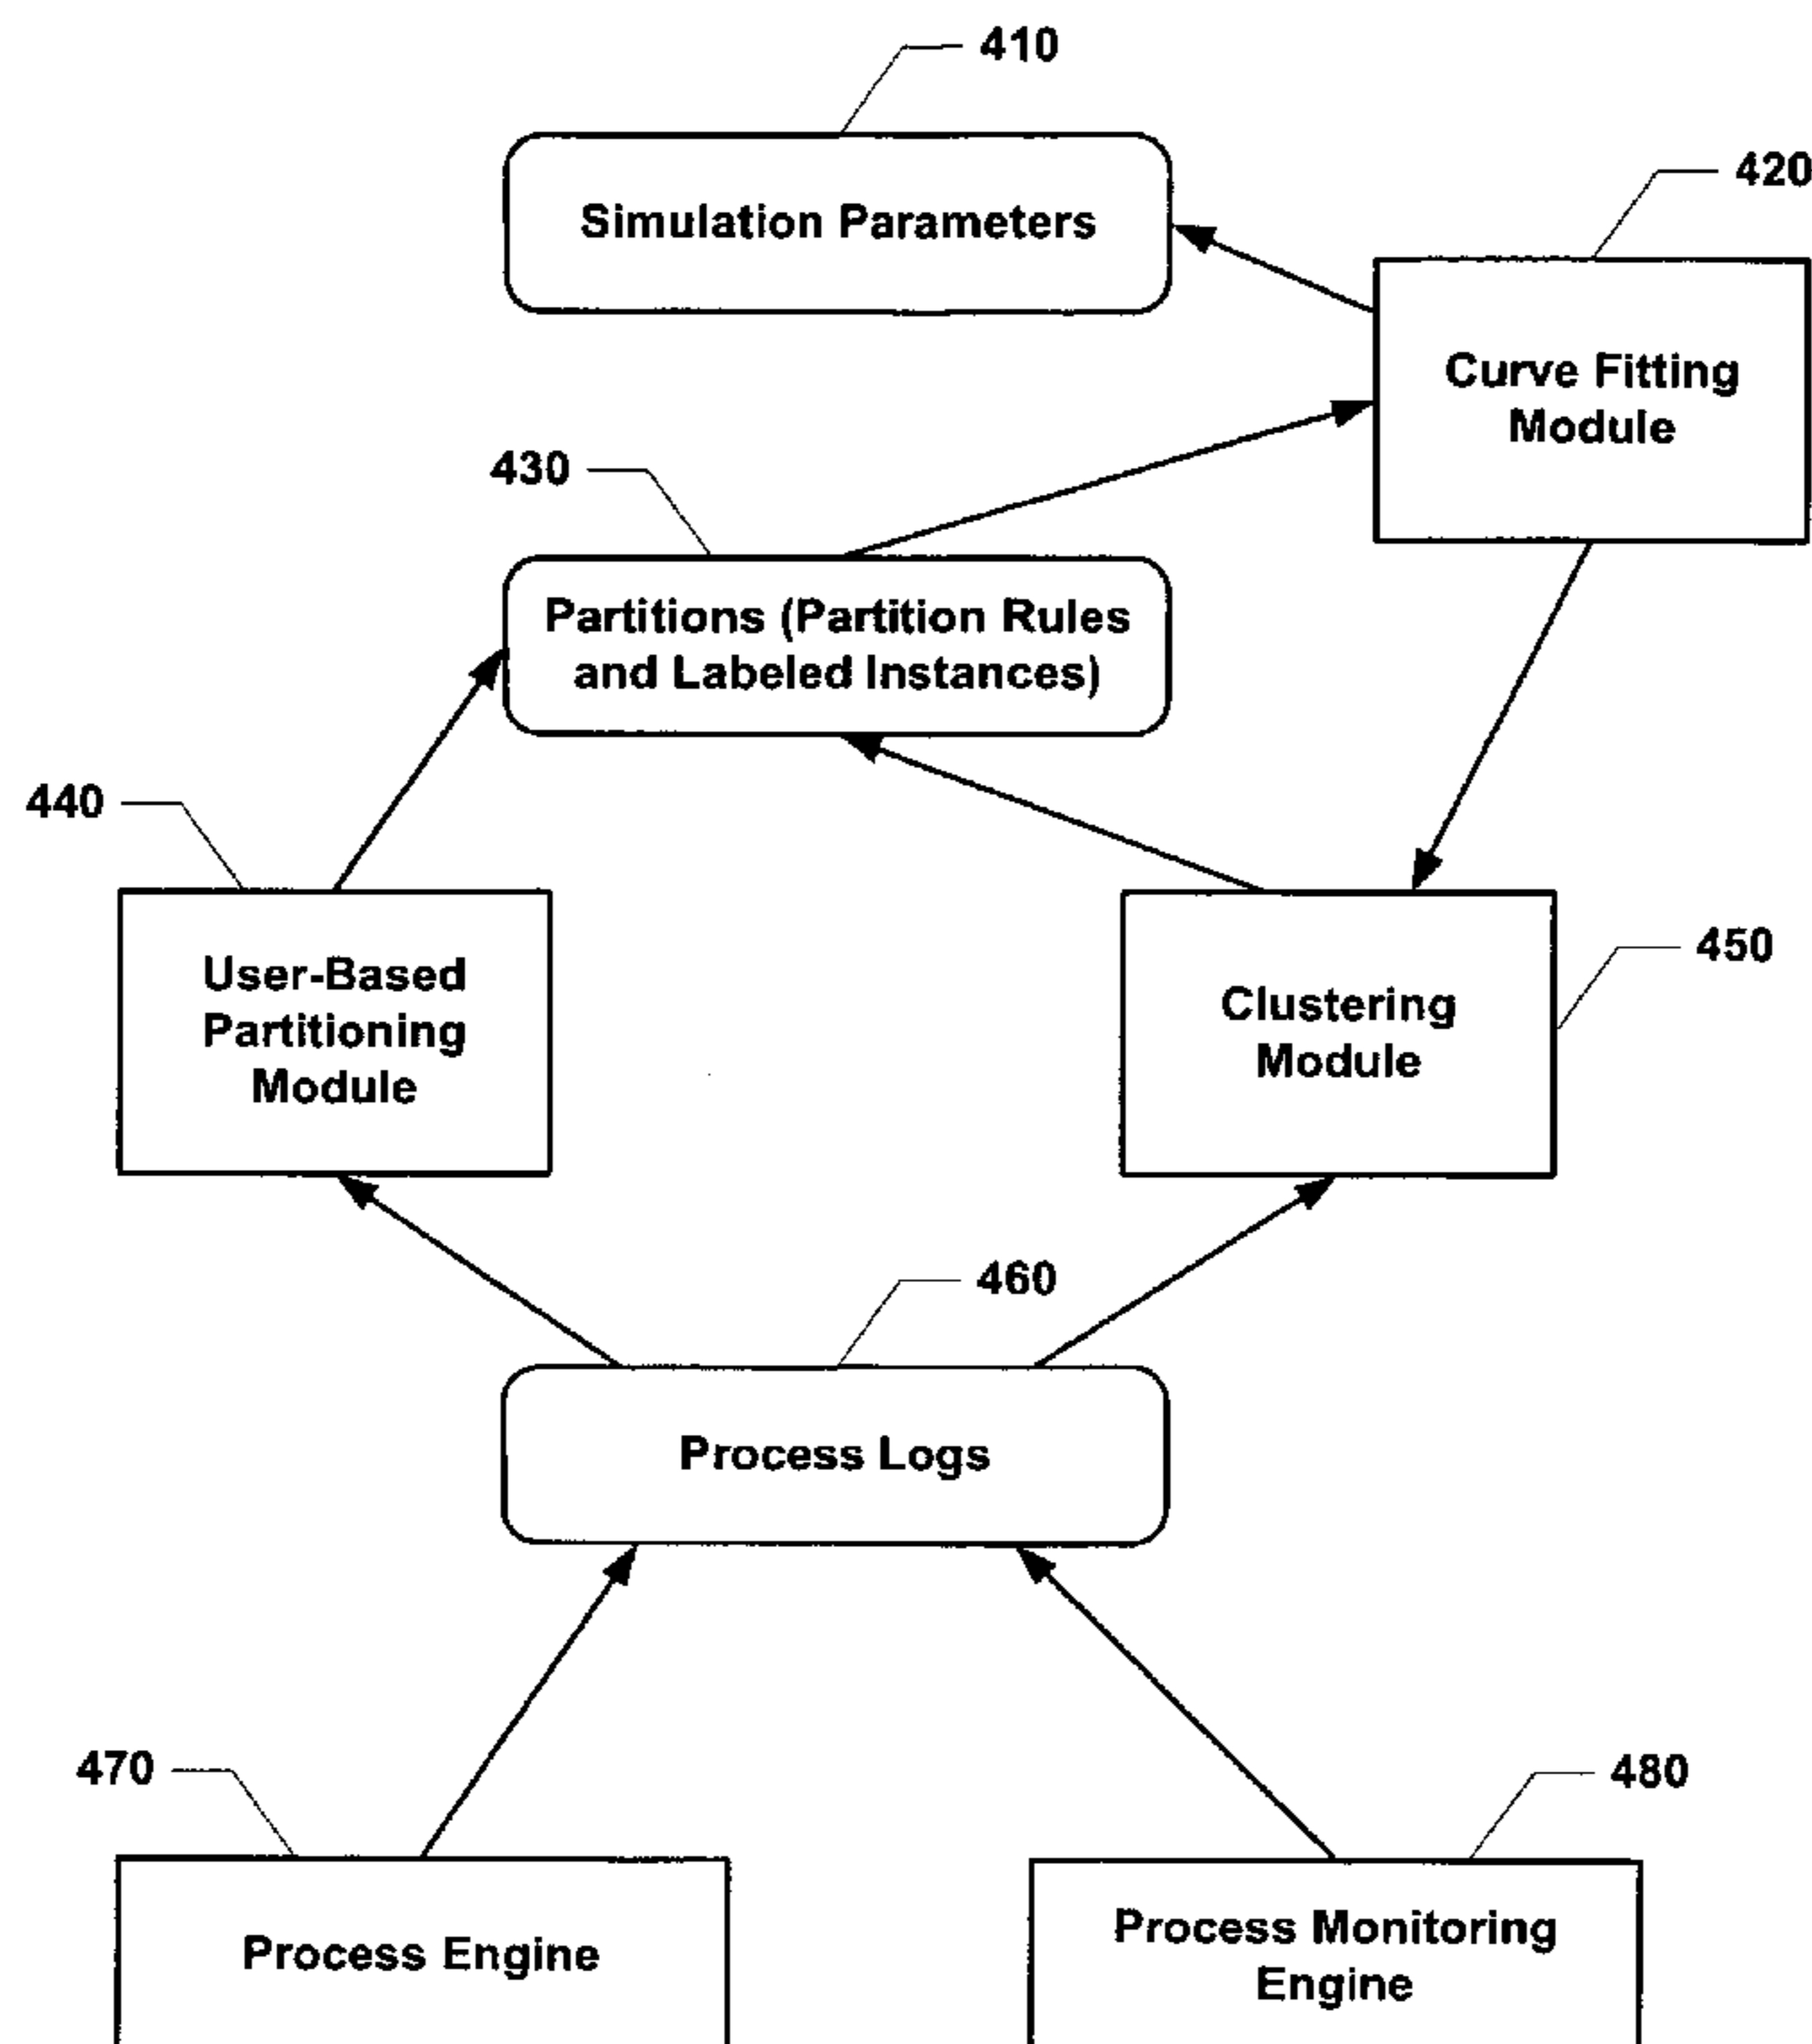 410
Simulation Parameters
420
Curve Fitting
Module
430
Partitions (Partition Rules
and Labeled Instances)
440
User-Based
Partitioning
Module
450
Clustering
Module
460
Process Logs
470
Process Engine
480
Process Monitoring
Engine